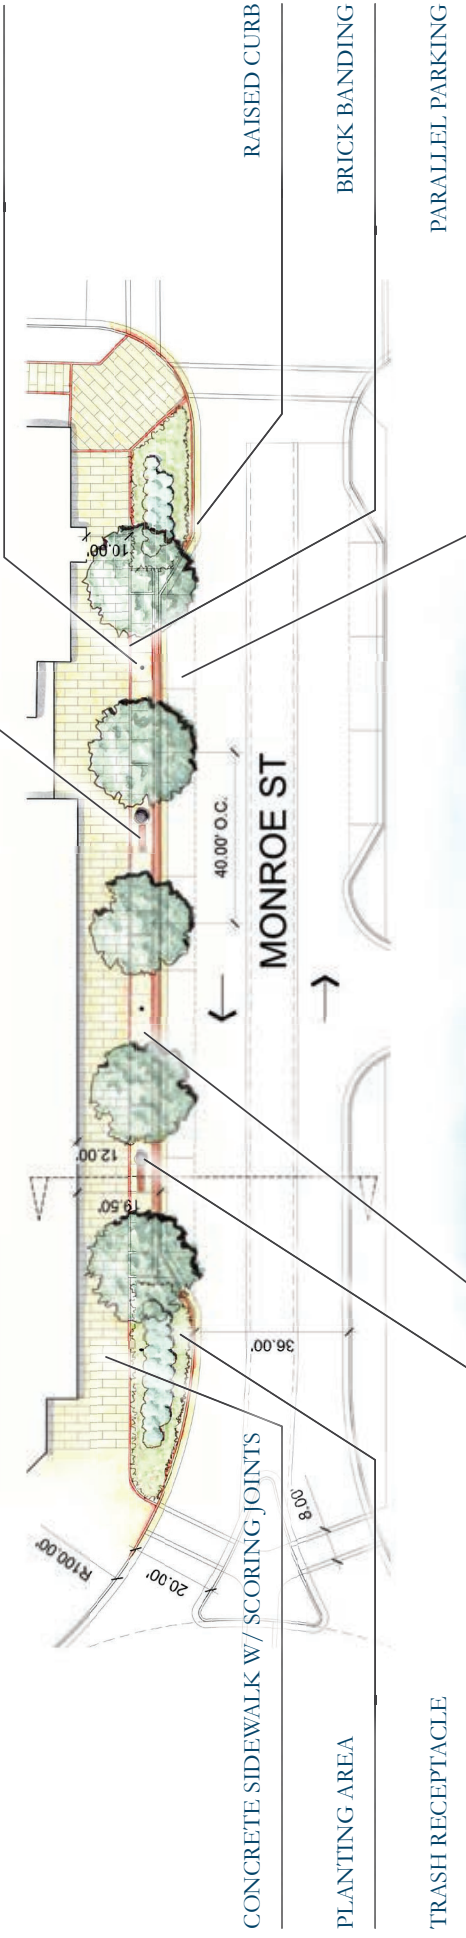 CONCRETE SIDEWALK W/ SCORING JOINTS
PLANTING AREA
TRASH RECEPTACLE
RAISED CURB
BRICK BANDING
PARALLEL PARKING
MONROE ST
40.00' O.C.
10.00'
12.00'
19.50'
36.00'
R100.00'
20.00'
8.00'